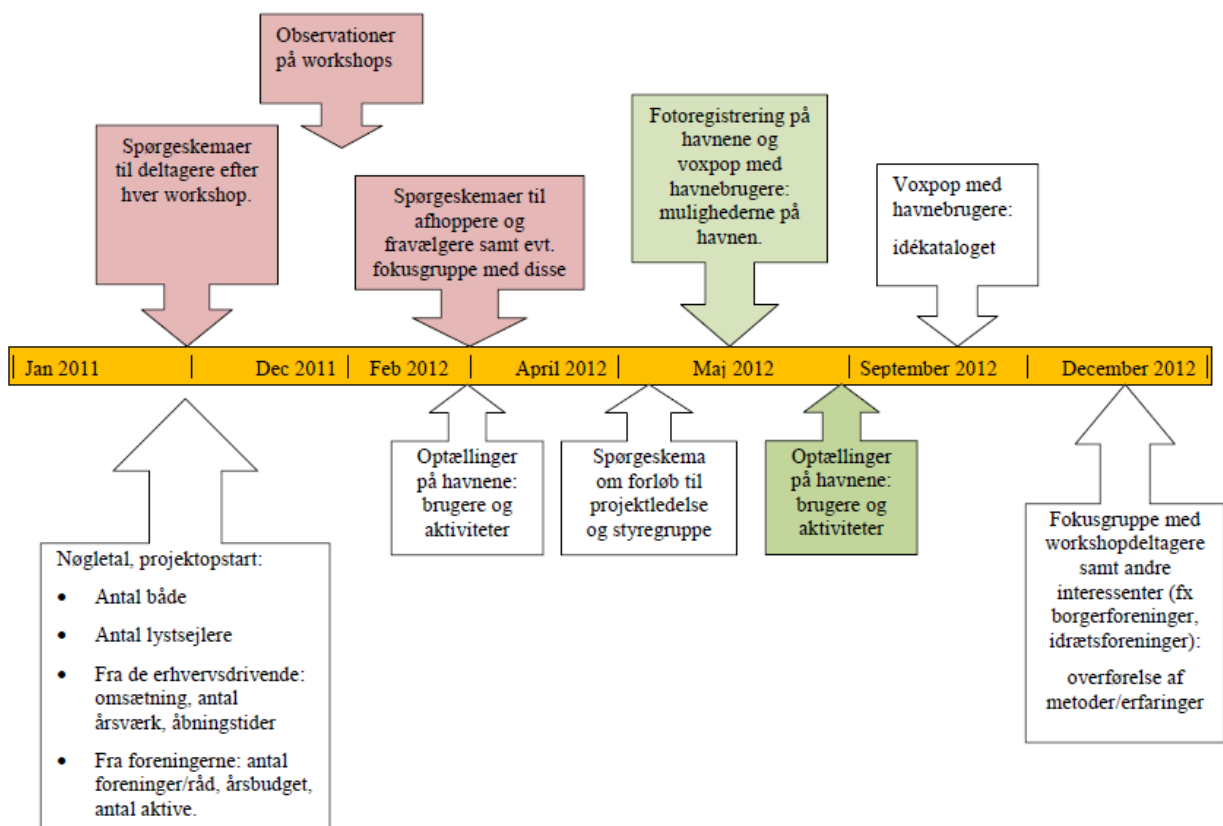 Observationer
på workshops
Spørgeskemaer
til deltagere efter
hver workshop.
Spørgeskemaer til
afhoppere og
fravælgere samt evt.
fokusgruppe med disse
Fotoregistrering på
havnene og
voxpop med
havnebrugere:
mulighederne på
havnen.
Voxpop med
havnebrugere:
idékataloget
Jan 2011
Dec 2011
Feb 2012
April 2012
Maj 2012
September 2012
December 2012
Nøgletal, projektopstart:
• Antal både
• Antal lystsejlere
• Fra de erhvervsdrivende:
omsætning, antal
årsværk, åbningstider
• Fra foreningerne: antal
foreninger/råd, årsbudget,
antal aktive.
Optællinger
på havnene:
brugere og
aktiviteter
Spørgeskema
om forløb til
projektledelse
og styregruppe
Optællinger
på havnene:
brugere og
aktiviteter
Fokusgruppe med
workshopdeltagere
samt andre
interessenter (fx
borgerforeninger,
idrætsforeninger):
overførelse af
metoder/erfaringer